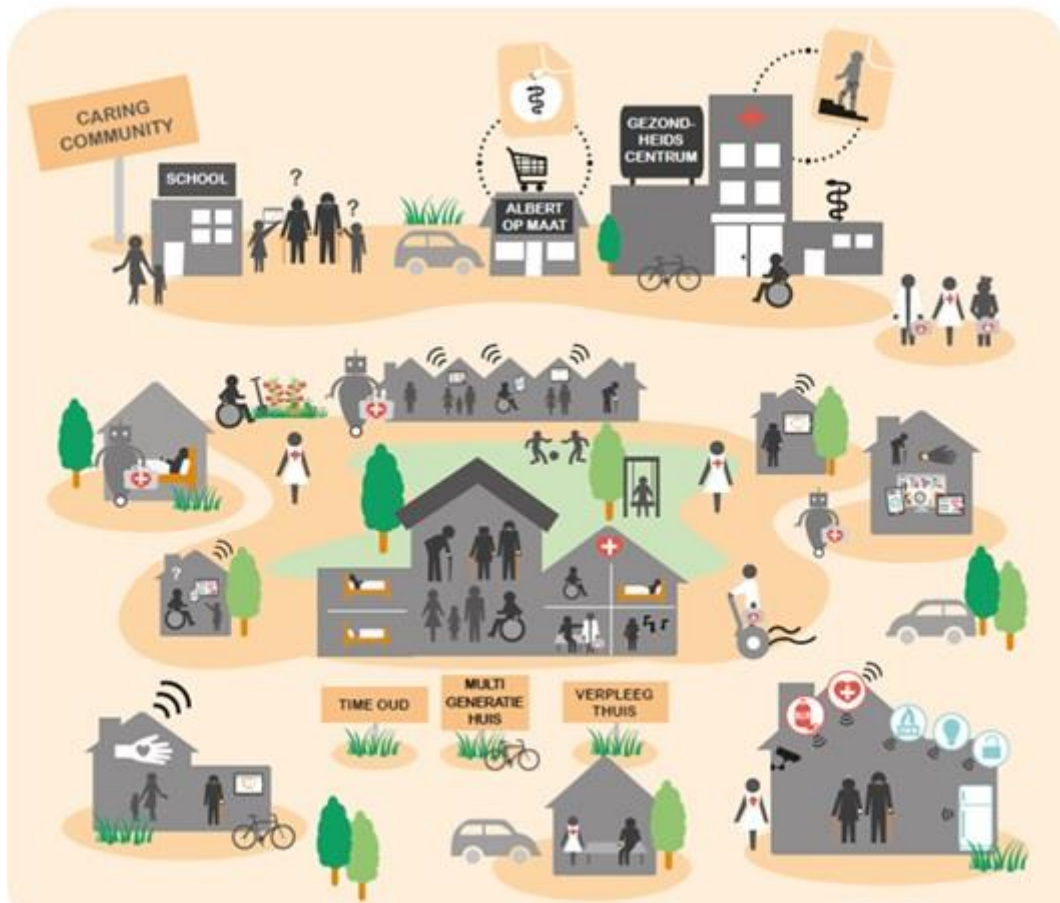 CARING
COMMUNITY
SCHOOL
?
?
ALBERT
OP MAAT
GEZOND-
HEIDS
CENTRUM
?
TIME OUD
MULTI
GENERATIE
HUIS
VERPLEEG
THUIS